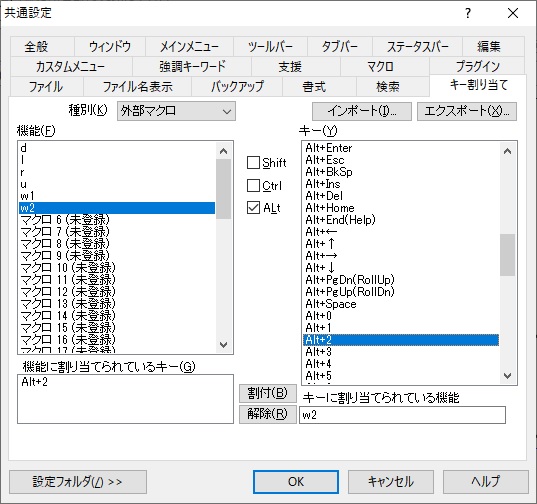 共通設定
全般 ウィンドウ メインメニュー ツールバー タブバー ステータスバー 編集
カスタムメニュー 強調キーワード 支援 マクロ プラグイン
ファイル ファイル名表示 バックアップ 書式 検索 キー割り当て
種別(K) 外部マクロ インポート(I)... エクスポート(X)...
機能(F)
d
l
r
u
w1
w2
マクロ 6 (未登録)
マクロ 7 (未登録)
マクロ 8 (未登録)
マクロ 9 (未登録)
マクロ 10 (未登録)
マクロ 11 (未登録)
マクロ 12 (未登録)
マクロ 13 (未登録)
マクロ 14 (未登録)
マクロ 15 (未登録)
マクロ 16 (未登録)
マクロ 17 (未登録)
Shift
Ctrl
ALt
キー(Y)
Alt+Enter
Alt+Esc
Alt+BkSp
Alt+Ins
Alt+Del
Alt+Home
Alt+End(Help)
Alt+←
Alt+↑
Alt+→
Alt+↓
Alt+PgDn(RollUp)
Alt+PgUp(RollDn)
Alt+Space
Alt+0
Alt+1
Alt+2
Alt+3
Alt+4
Alt+5
機能に割り当てられているキー(G)
Alt+2
割付(B)
解除(R)
キーに割り当てられている機能
w2
設定フォルダ(/) >> OK キャンセル ヘルプ